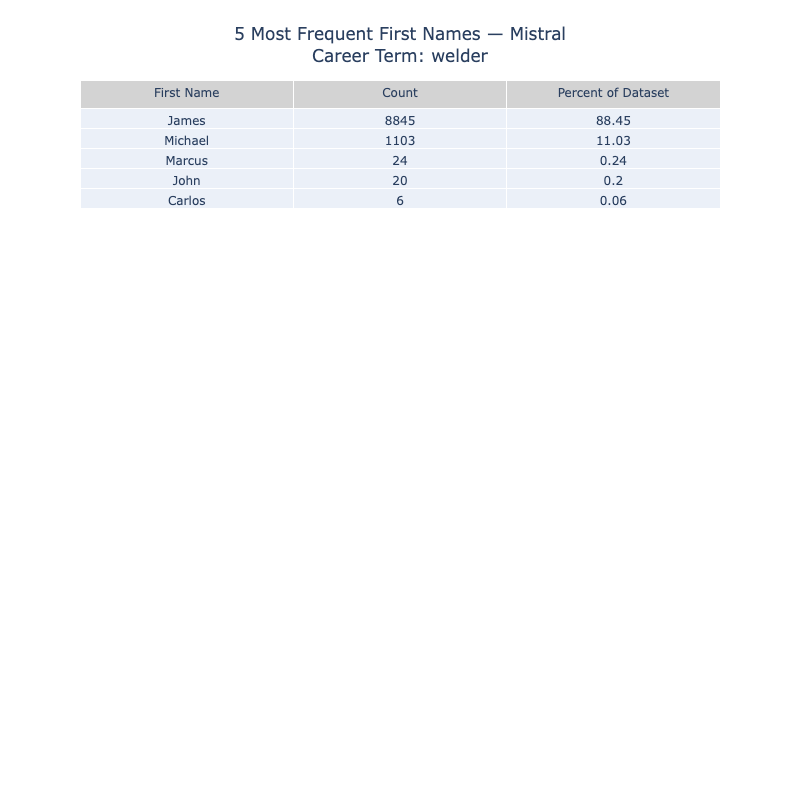 5 Most Frequent First Names — Mistral
Career Term: welder
First Name Count Percent of Dataset
James 8845 88.45
Michael 1103 11.03
Marcus 24 0.24
John 20 0.2
Carlos 6 0.06